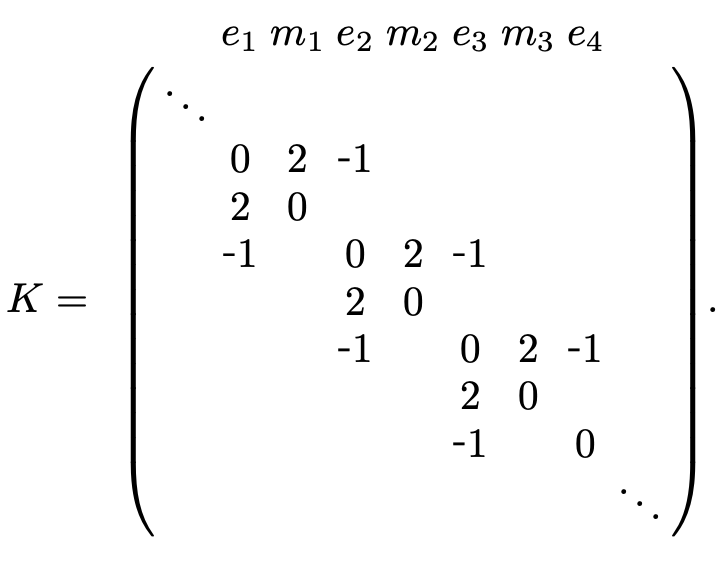 e₁ m₁ e₂ m₂ e₃ m₃ e₄
⋱
0 2 -1
2 0
-1 0 2 -1
K = 2 0 .
-1 0 2 -1
2 0
-1 0
⋱